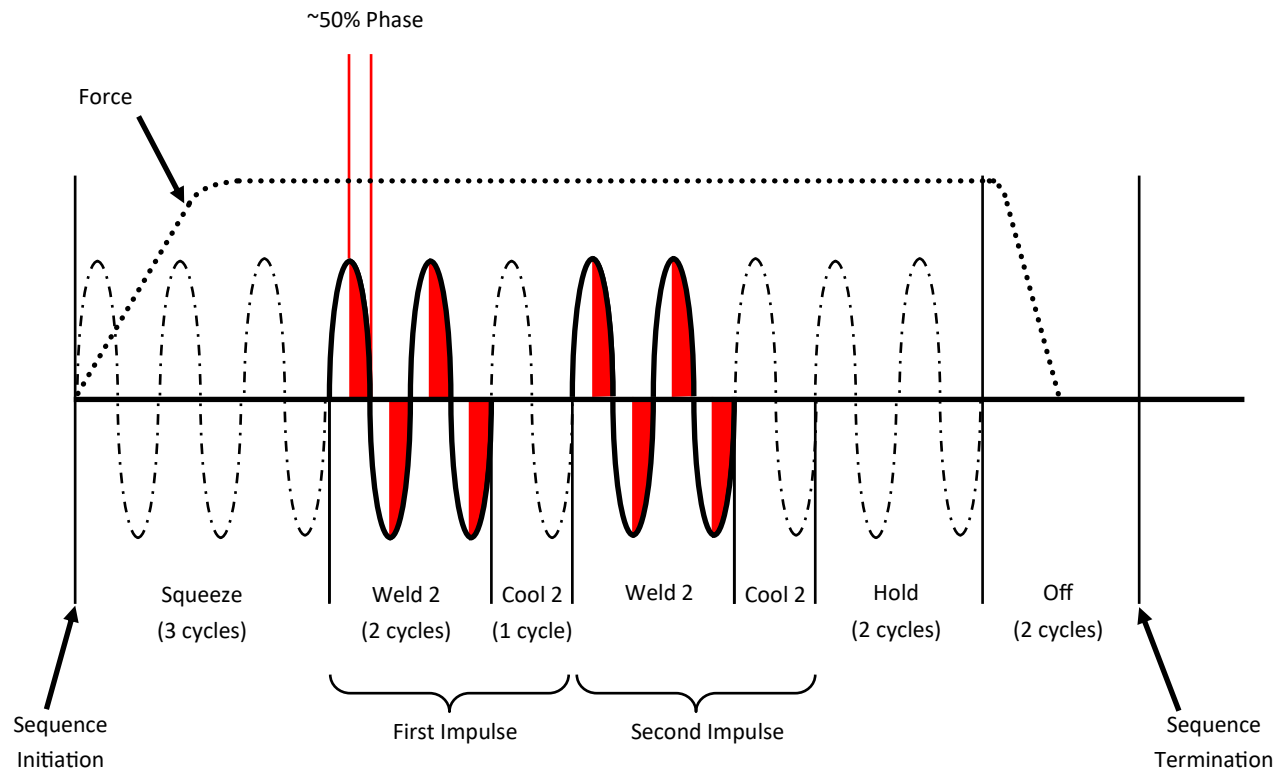 ~50% Phase
Force
Squeeze
(3 cycles)
Weld 2
(2 cycles)
Cool 2
(1 cycle)
Weld 2
Cool 2
Hold
(2 cycles)
Off
(2 cycles)
First Impulse
Second Impulse
Sequence
Initiation
Sequence
Termination